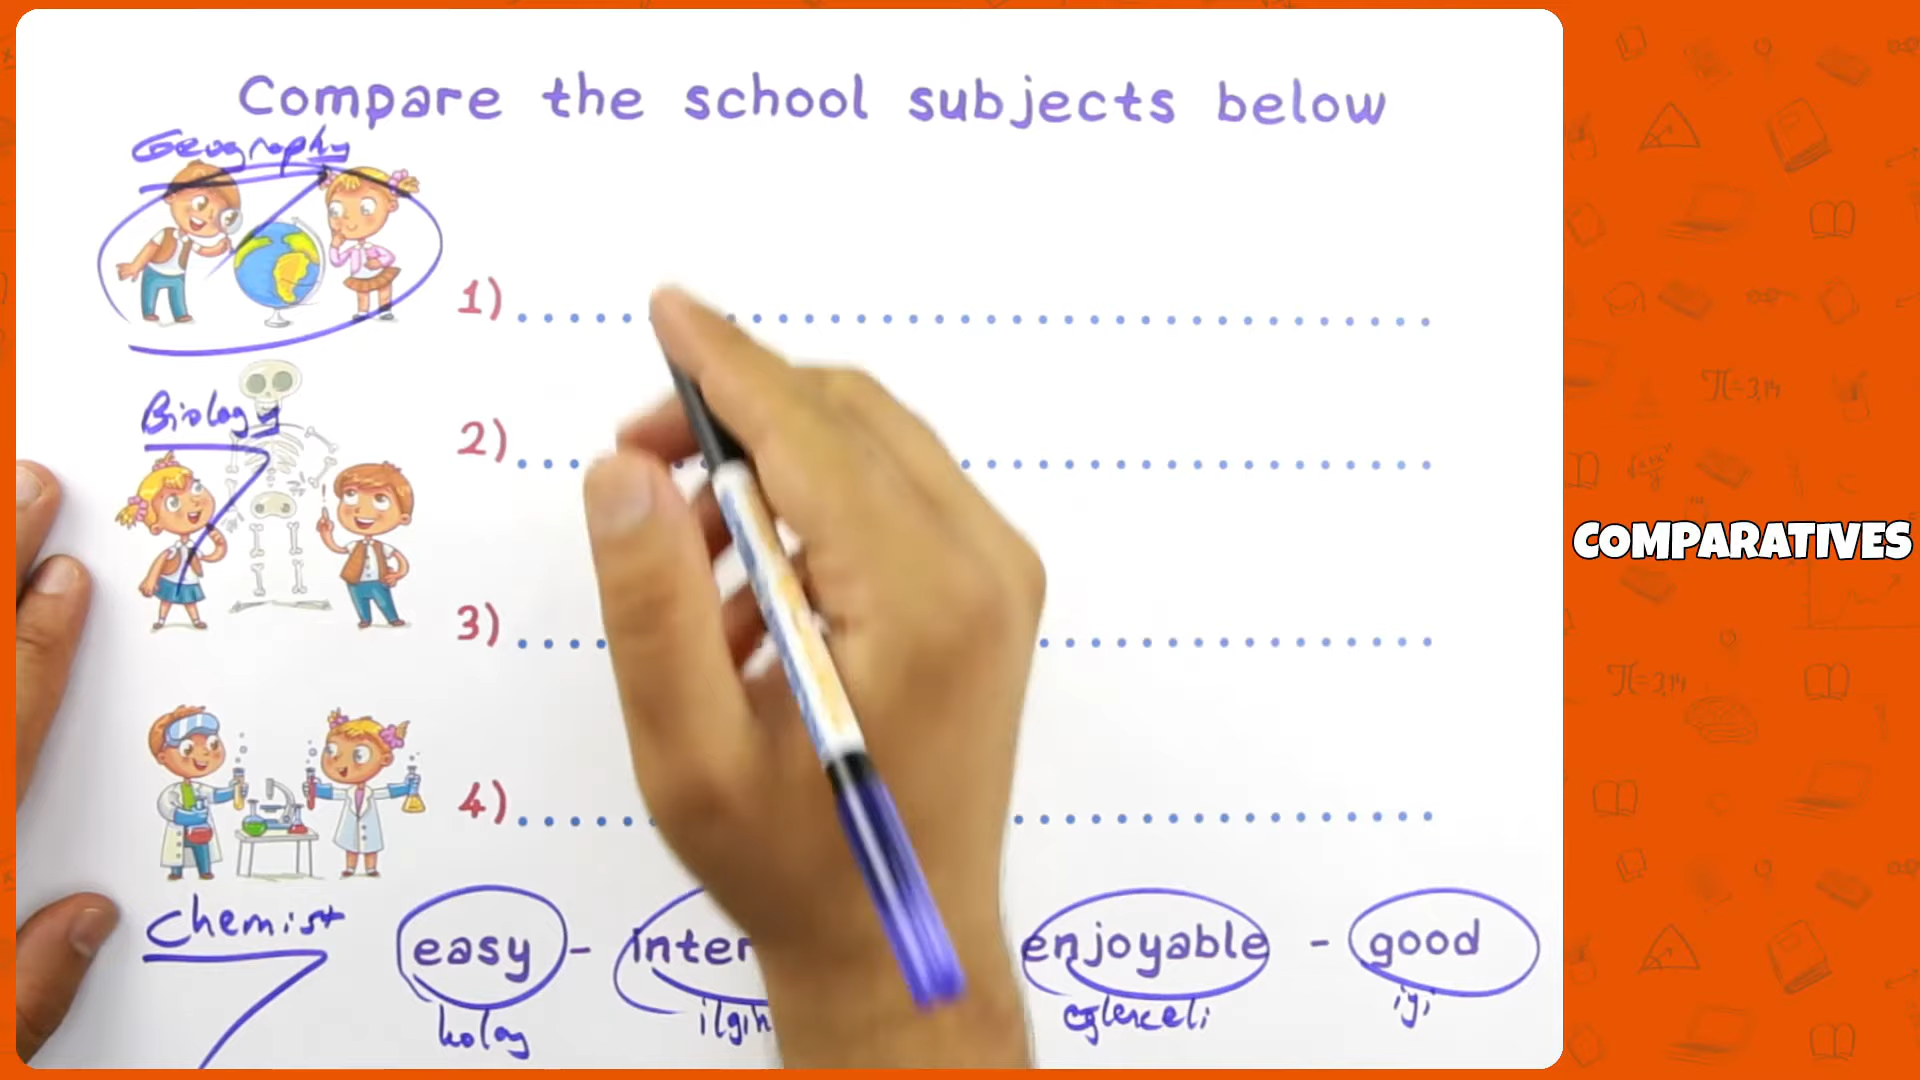 Compare the school subjects below
Geography
1)
Biology
2)
3)
4)
Chemist
easy - inter enjoyable - good
kolay ilgin eğlenceli iyi
COMPARATIVES